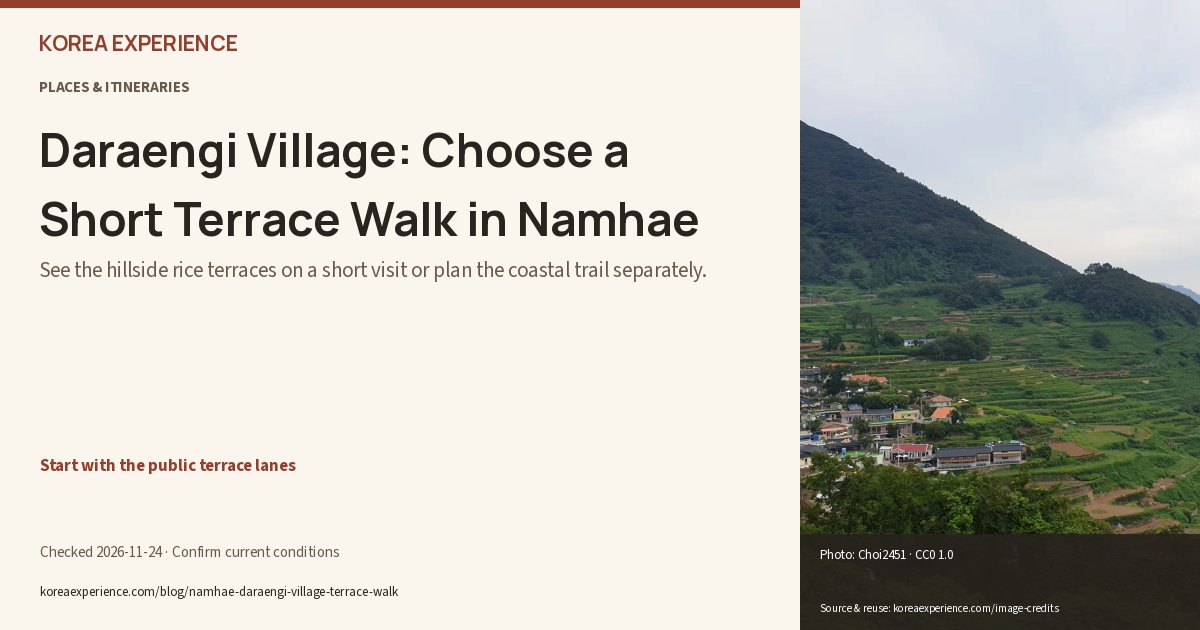 KOREA EXPERIENCE
PLACES & ITINERARIES
Daraengi Village: Choose a
Short Terrace Walk in Namhae
See the hillside rice terraces on a short visit or plan the coastal trail separately.
Start with the public terrace lanes
Checked 2026-11-24 · Confirm current conditions
koreaexperience.com/blog/namhae-daraengi-village-terrace-walk
Photo: Choi2451 · CC0 1.0
Source & reuse: koreaexperience.com/image-credits